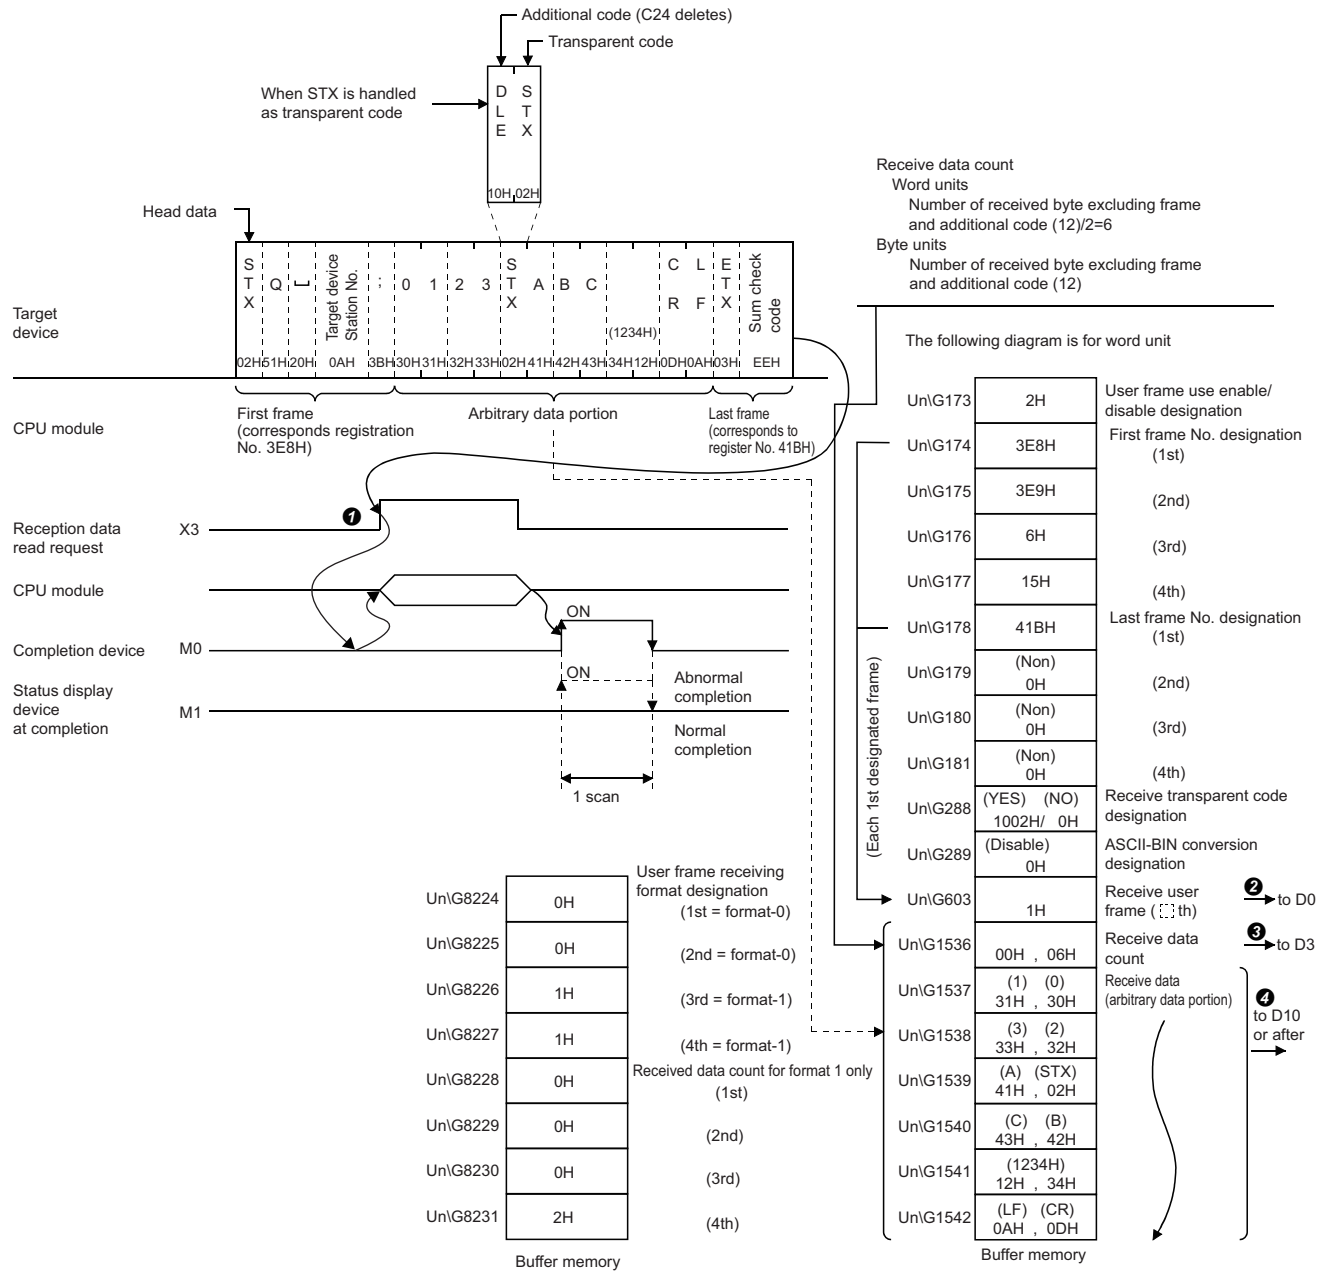 Additional code (C24 deletes)
Transparent code
When STX is handled
as transparent code
DLE STX
10H 02H
Receive data count
Word units
Number of received byte excluding frame
and additional code (12)/2=6
Byte units
Number of received byte excluding frame
and additional code (12)
Head data
Target
device
STX Q ⎵ Target device Station No. ; 0 1 2 3 STX A B C (1234H) CR LF ETX Sum check code
02H 51H 20H 0AH 3BH 30H 31H 32H 33H 02H 41H 42H 43H 34H 12H 0DH 0AH 03H EEH
The following diagram is for word unit
CPU module
First frame
(corresponds registration
No. 3E8H)
Arbitrary data portion
Last frame
(corresponds to
register No. 41BH)
❶
Reception data
read request
X3
CPU module
ON
Completion device M0
ON
Abnormal
completion
Status display
device
at completion
M1
Normal
completion
1 scan
Un\G173 2H User frame use enable/
disable designation
Un\G174 3E8H First frame No. designation
(1st)
Un\G175 3E9H (2nd)
Un\G176 6H (3rd)
Un\G177 15H (4th)
Un\G178 41BH Last frame No. designation
(1st)
Un\G179 (Non)
0H (2nd)
Un\G180 (Non)
0H (3rd)
Un\G181 (Non)
0H (4th)
Un\G288 (YES) (NO)
1002H/ 0H
Receive transparent code
designation
Un\G289 (Disable)
0H
ASCII-BIN conversion
designation
(Each 1st designated frame)
Un\G603 1H Receive user
frame ( th)
❷ to D0
Un\G1536 00H , 06H Receive data
count
❸ to D3
Un\G1537 (1) (0)
31H , 30H
Receive data
(arbitrary data portion)
❹
to D10
or after
Un\G1538 (3) (2)
33H , 32H
Un\G1539 (A) (STX)
41H , 02H
Un\G1540 (C) (B)
43H , 42H
Un\G1541 (1234H)
12H , 34H
Un\G1542 (LF) (CR)
0AH , 0DH
Buffer memory
User frame receiving
format designation
Un\G8224 0H (1st = format-0)
Un\G8225 0H (2nd = format-0)
Un\G8226 1H (3rd = format-1)
Un\G8227 1H (4th = format-1)
Received data count for format 1 only
Un\G8228 0H (1st)
Un\G8229 0H (2nd)
Un\G8230 0H (3rd)
Un\G8231 2H (4th)
Buffer memory